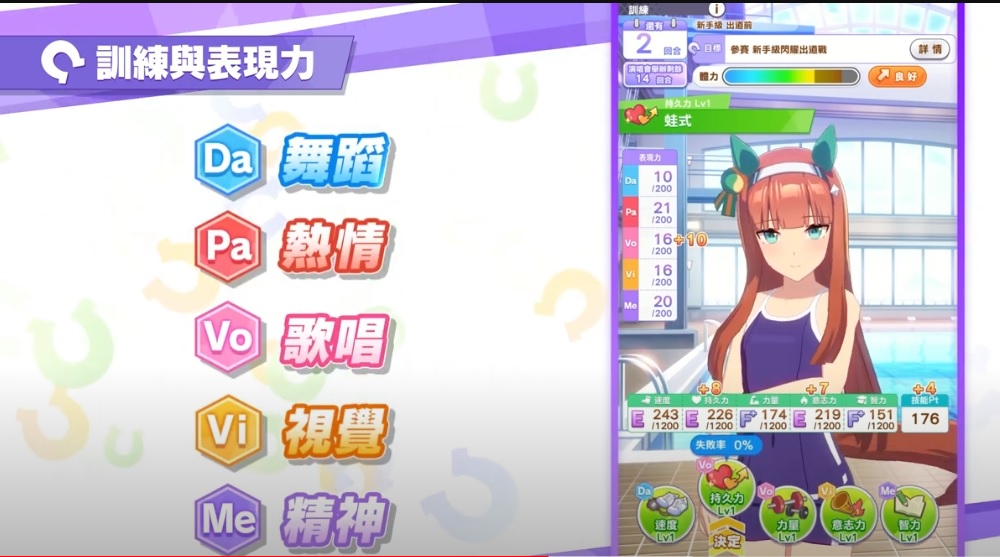 訓練與表現力
Da 舞蹈
Pa 熱情
Vo 歌唱
Vi 視覺
Me 精神
訓練
還有
2 回合
新手級 出道前
目標 參賽 新手級閃耀出道戰
詳情
演唱會舉辦剩餘
14 回合
體力
良好
持久力 Lv1
蛙式
表現力
Da 10
/200
Pa 21
/200
Vo 16 +10
/200
Vi 16
/200
Me 20
/200
+8 +7 +4
速度 持久力 力量 意志力 智力 技能Pt
E 243 E 226 F+ 174 E 219 F+ 151 176
/1200 /1200 /1200 /1200 /1200
失敗率 0%
Da Vo Vo Vi Me
速度 持久力 力量 意志力 智力
Lv1 Lv1 Lv1 Lv1 Lv1
決定